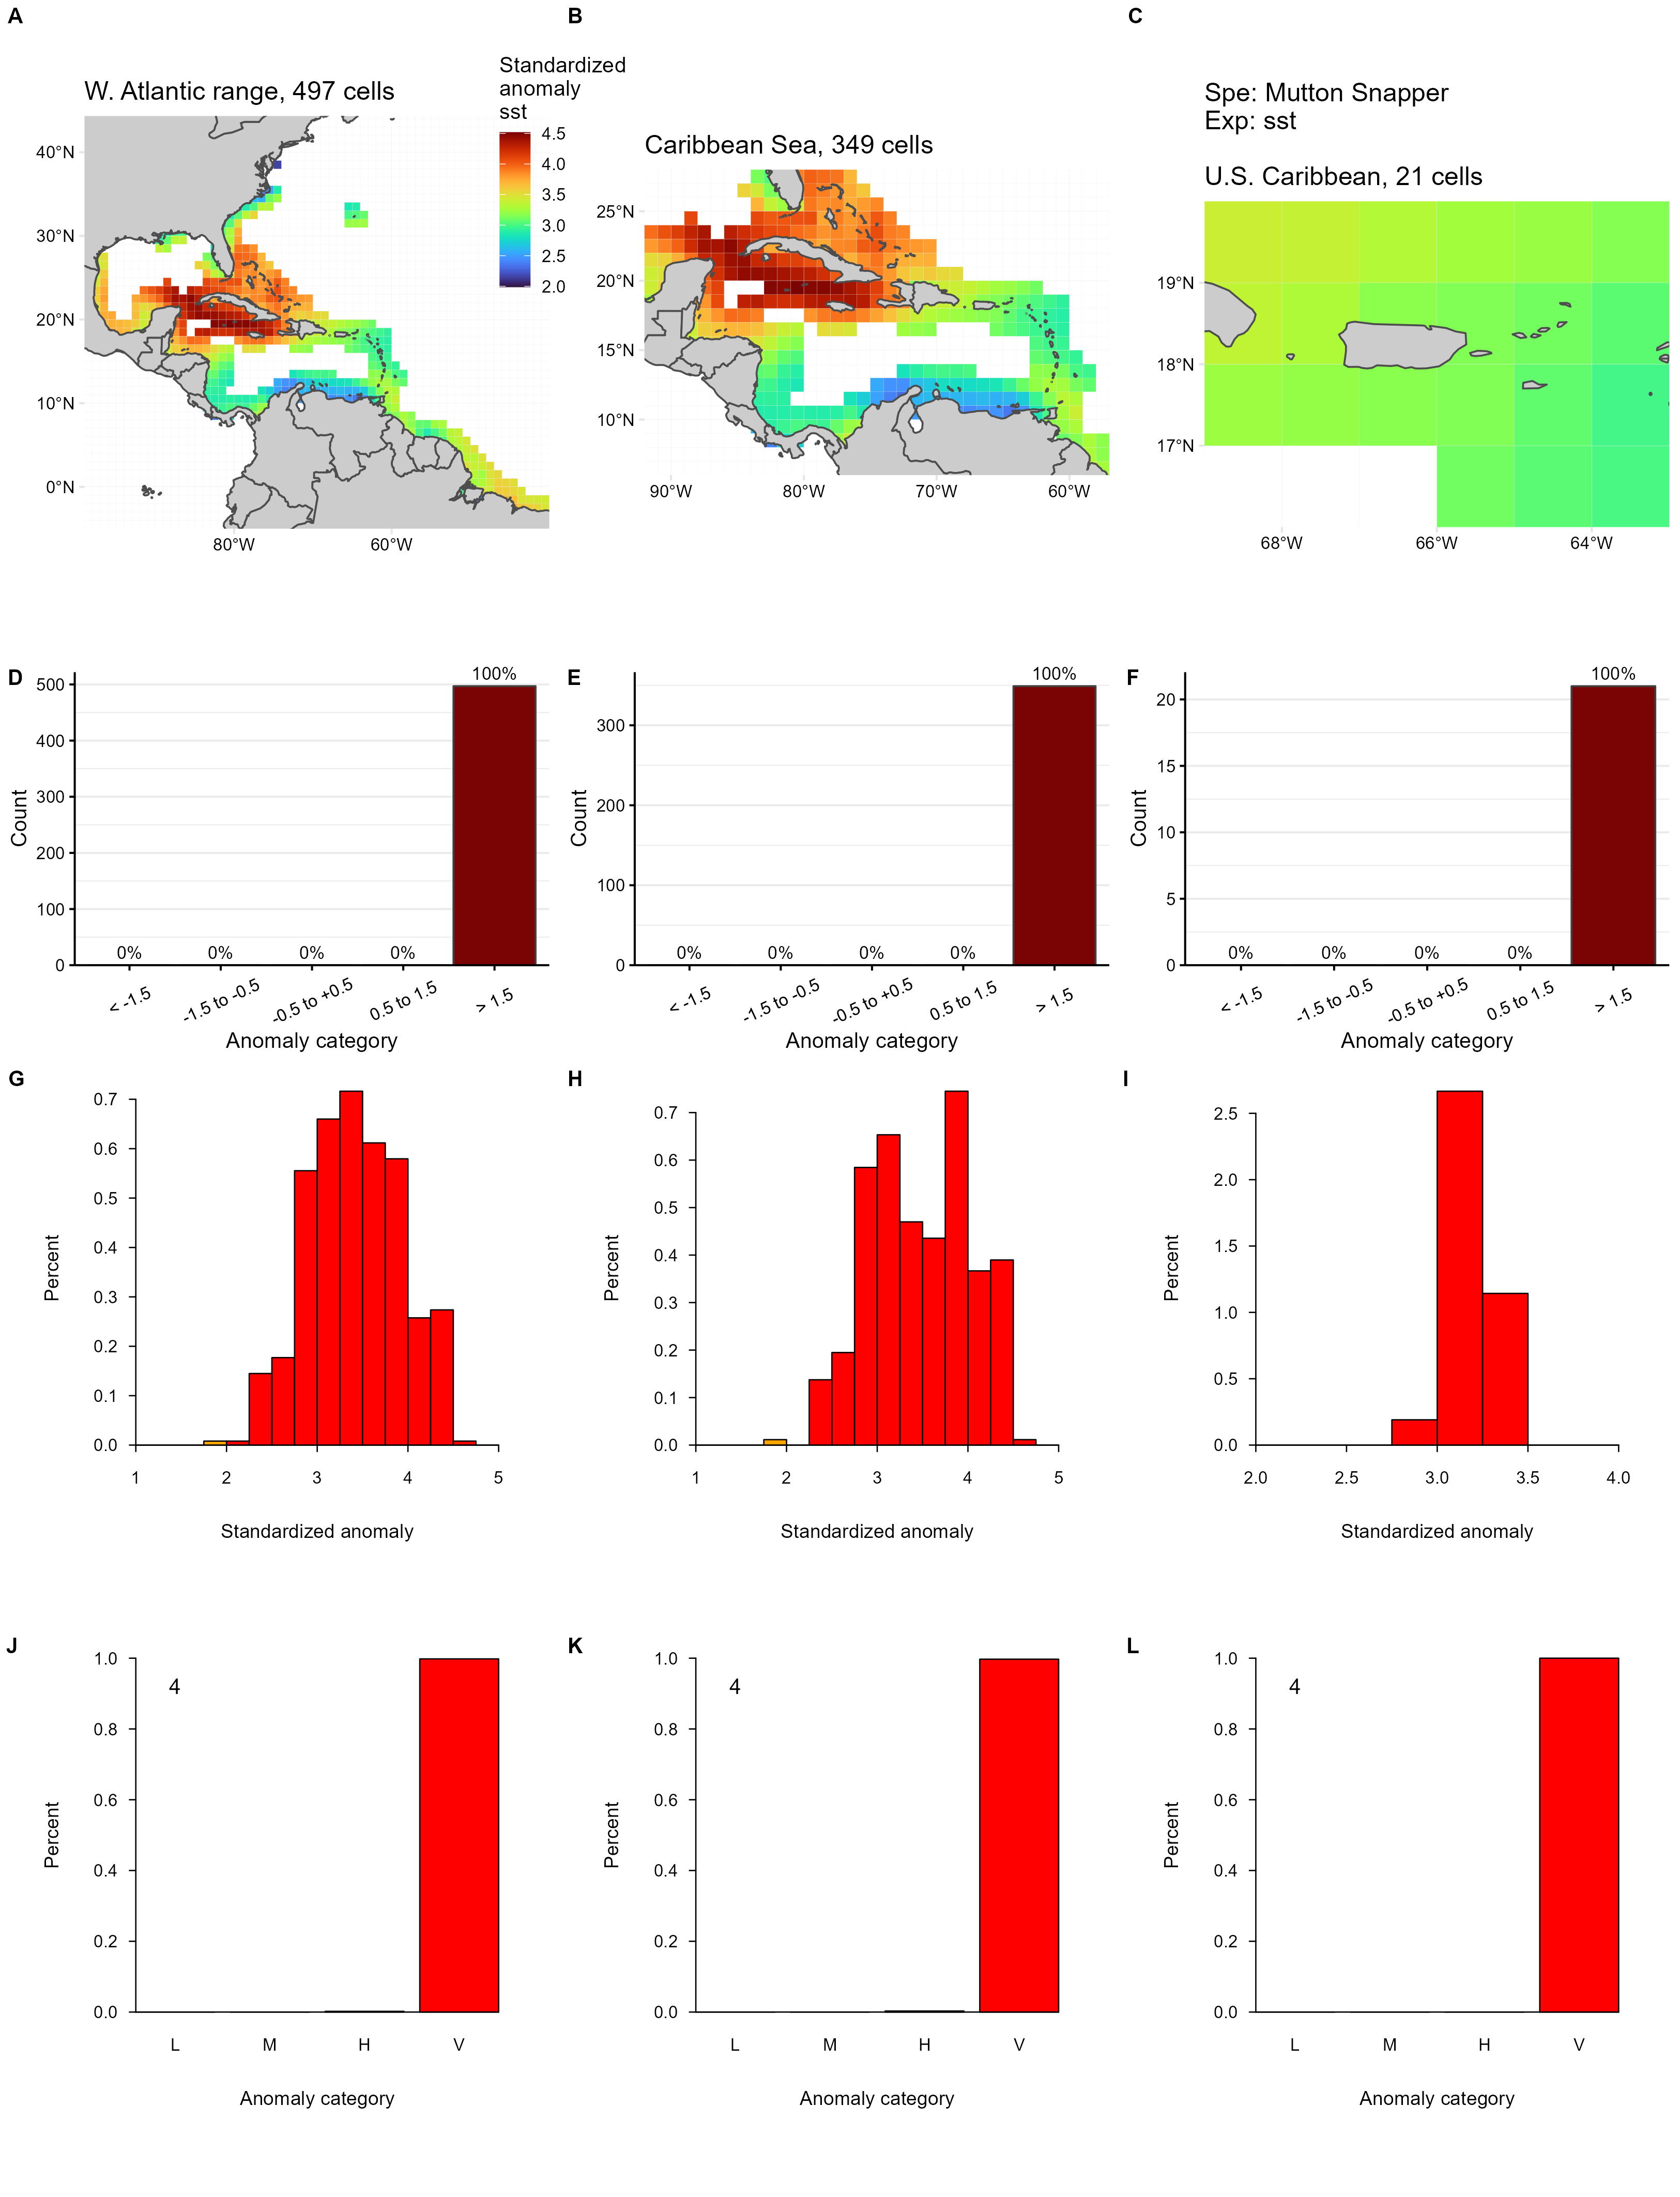 A
B
C
W. Atlantic range, 497 cells
Standardized
anomaly
sst
4.5
4.0
3.5
3.0
2.5
2.0
40°N
30°N
20°N
10°N
0°N
80°W
60°W
Caribbean Sea, 349 cells
25°N
20°N
15°N
10°N
90°W
80°W
70°W
60°W
Spe: Mutton Snapper
Exp: sst
U.S. Caribbean, 21 cells
19°N
18°N
17°N
68°W
66°W
64°W
D
500
400
300
200
100
0
Count
0%
0%
0%
0%
100%
< -1.5
-1.5 to -0.5
-0.5 to +0.5
0.5 to 1.5
> 1.5
Anomaly category
E
300
200
100
0
Count
0%
0%
0%
0%
100%
< -1.5
-1.5 to -0.5
-0.5 to +0.5
0.5 to 1.5
> 1.5
Anomaly category
F
20
15
10
5
0
Count
0%
0%
0%
0%
100%
< -1.5
-1.5 to -0.5
-0.5 to +0.5
0.5 to 1.5
> 1.5
Anomaly category
G
0.7
0.6
0.5
0.4
0.3
0.2
0.1
0.0
Percent
1
2
3
4
5
Standardized anomaly
H
0.7
0.6
0.5
0.4
0.3
0.2
0.1
0.0
Percent
1
2
3
4
5
Standardized anomaly
I
2.5
2.0
1.5
1.0
0.5
0.0
Percent
2.0
2.5
3.0
3.5
4.0
Standardized anomaly
J
1.0
0.8
0.6
0.4
0.2
0.0
Percent
4
L
M
H
V
Anomaly category
K
1.0
0.8
0.6
0.4
0.2
0.0
Percent
4
L
M
H
V
Anomaly category
L
1.0
0.8
0.6
0.4
0.2
0.0
Percent
4
L
M
H
V
Anomaly category